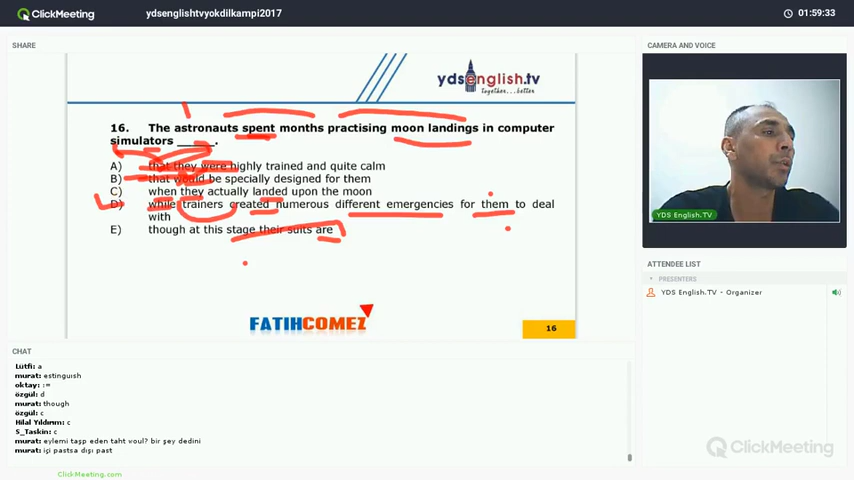 ClickMeeting
ydsenglishtvyokdilkampi2017
01:59:33
SHARE
CAMERA AND VOICE
ydsenglish.tv
together,..better
16. The astronauts spent months practising moon landings in computer
simulators ______.
A) that they were highly trained and quite calm
B) that would be specially designed for them
C) when they actually landed upon the moon
D) while trainers created numerous different emergencies for them to deal
with
E) though at this stage their suits are
FATIHCOMEZ
16
YDS English.TV
ATTENDEE LIST
PRESENTERS
YDS English.TV - Organizer
CHAT
Lütfi: a
murat: estinguısh
oktay: :=
özgül: d
murat: though
özgül: c
Hilal Yıldırım: c
S_Taskin: c
murat: eylemi taşp eden taht woul? bir şey dedini
murat: içi pastsa dışı past
ClickMeeting
ClickMeeting.com